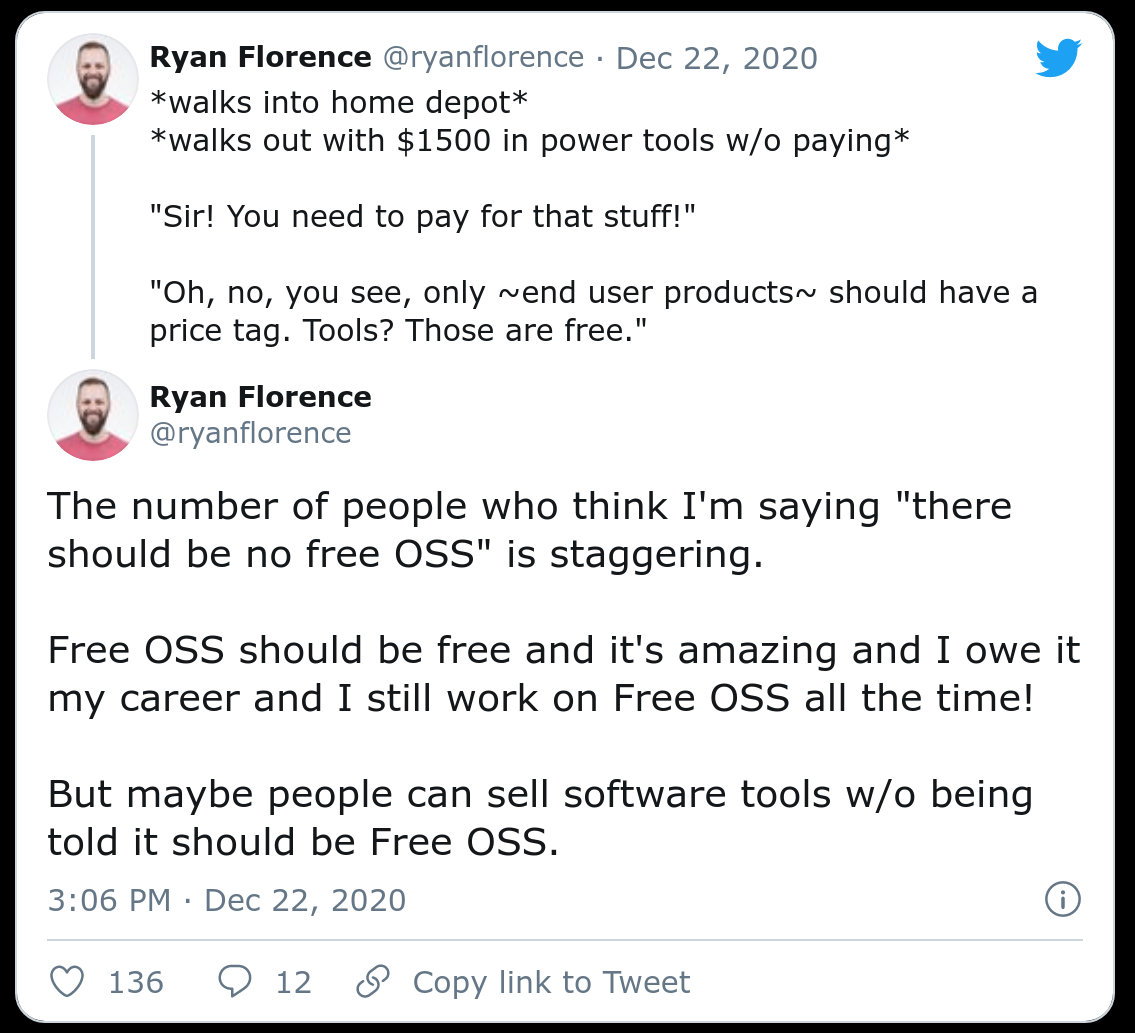 Ryan Florence @ryanflorence · Dec 22, 2020
*walks into home depot*
*walks out with $1500 in power tools w/o paying*
"Sir! You need to pay for that stuff!"
"Oh, no, you see, only ~end user products~ should have a
price tag. Tools? Those are free."
Ryan Florence
@ryanflorence
The number of people who think I'm saying "there
should be no free OSS" is staggering.
Free OSS should be free and it's amazing and I owe it
my career and I still work on Free OSS all the time!
But maybe people can sell software tools w/o being
told it should be Free OSS.
3:06 PM · Dec 22, 2020
136 12 Copy link to Tweet